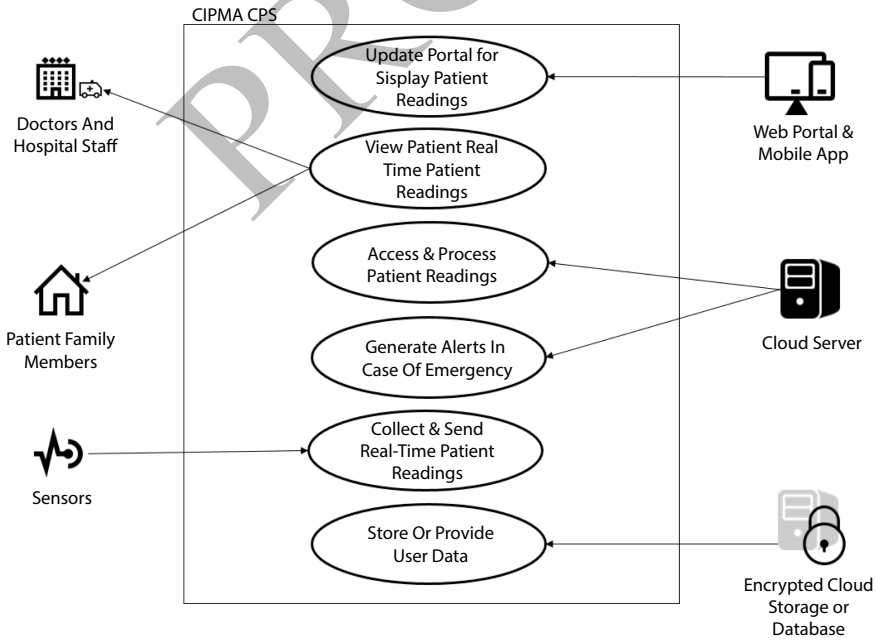 CIPMA CPS
Update Portal for
Sisplay Patient
Readings
Doctors And
Hospital Staff
Web Portal &
Mobile App
View Patient Real
Time Patient
Readings
Access & Process
Patient Readings
Patient Family
Members
Cloud Server
Generate Alerts In
Case Of Emergency
Collect & Send
Real-Time Patient
Readings
Sensors
Store Or Provide
User Data
Encrypted Cloud
Storage or
Database